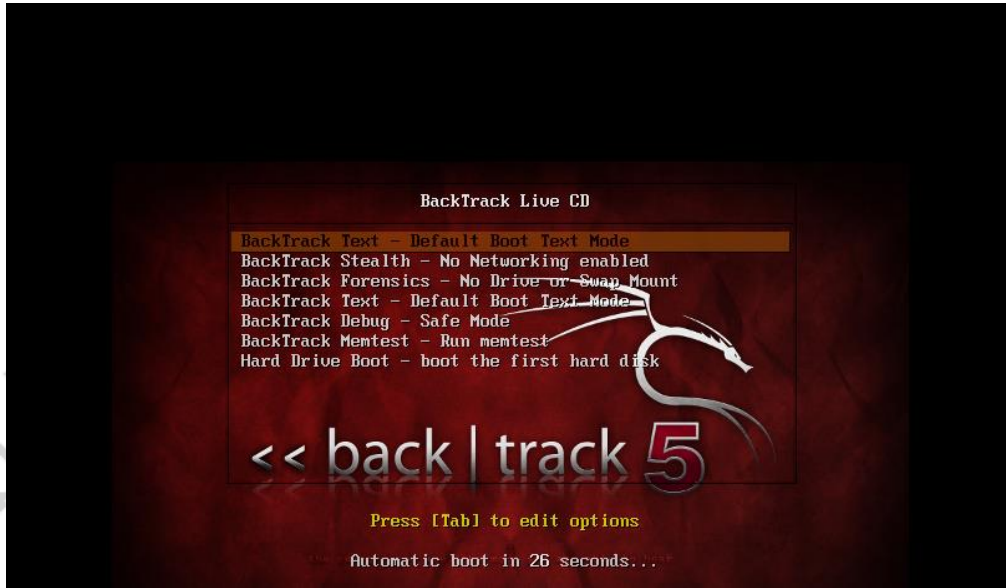 BackTrack Live CD
BackTrack Text - Default Boot Text Mode
BackTrack Stealth - No Networking enabled
BackTrack Forensics - No Drive or Swap Mount
BackTrack Text - Default Boot Text Mode
BackTrack Debug - Safe Mode
BackTrack Memtest - Run memtest
Hard Drive Boot - boot the first hard disk
<< back | track 5
Press [Tab] to edit options
Automatic boot in 26 seconds...